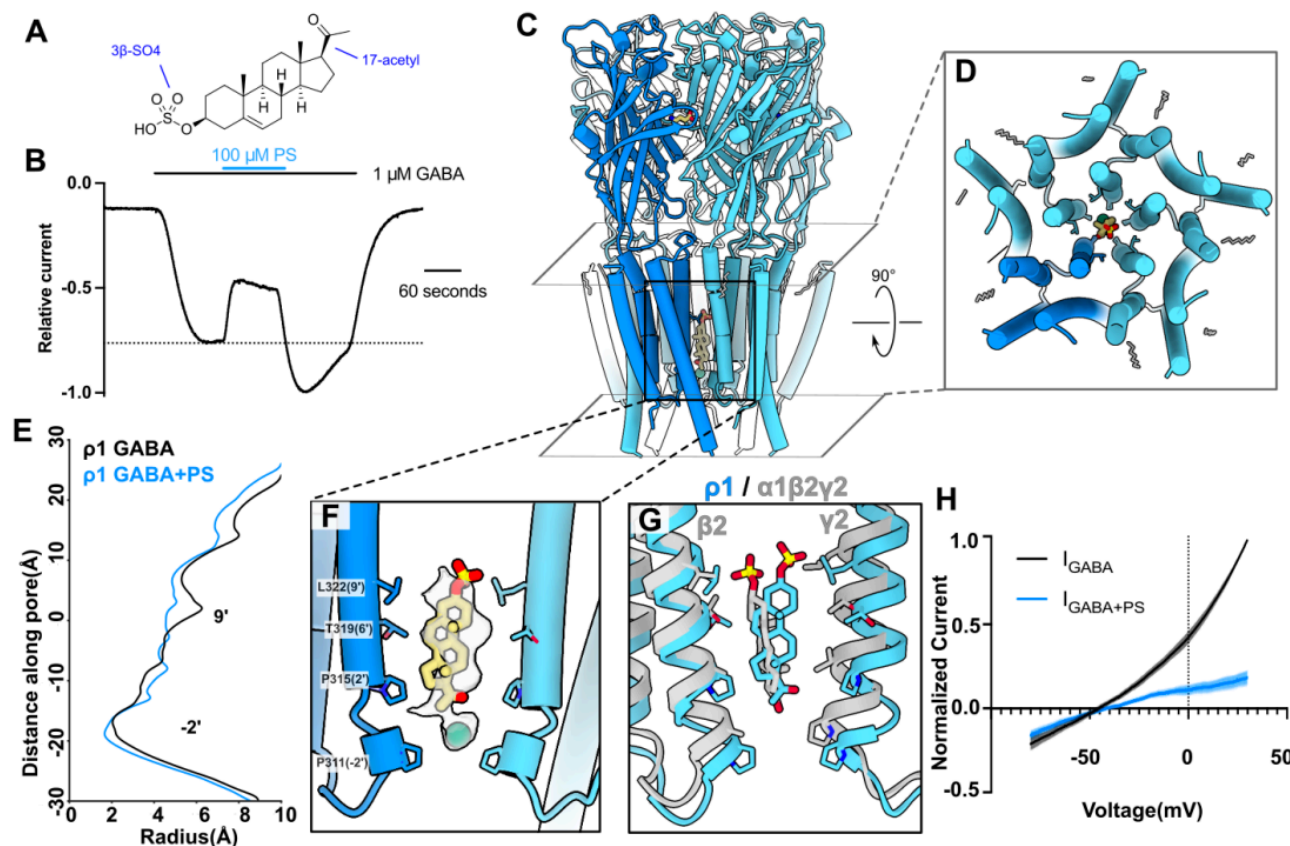 A
3β-SO4
17-acetyl
O
O
O
S
HO
O
H
H
H
B
100 µM PS
1 µM GABA
0.0
-0.5
-1.0
Relative current
60 seconds
C
90°
D
E
ρ1 GABA
ρ1 GABA+PS
30
20
10
0
-10
-20
-30
9'
-2'
Distance along pore(Å)
0 2 4 6 8 10
Radius(Å)
F
L322(9')
T319(6')
P315(2')
P311(-2')
ρ1 / α1β2γ2
G
β2
γ2
H
I GABA
I GABA+PS
1.0
0.5
0.0
-0.5
Normalized Current
-50 0 50
Voltage(mV)